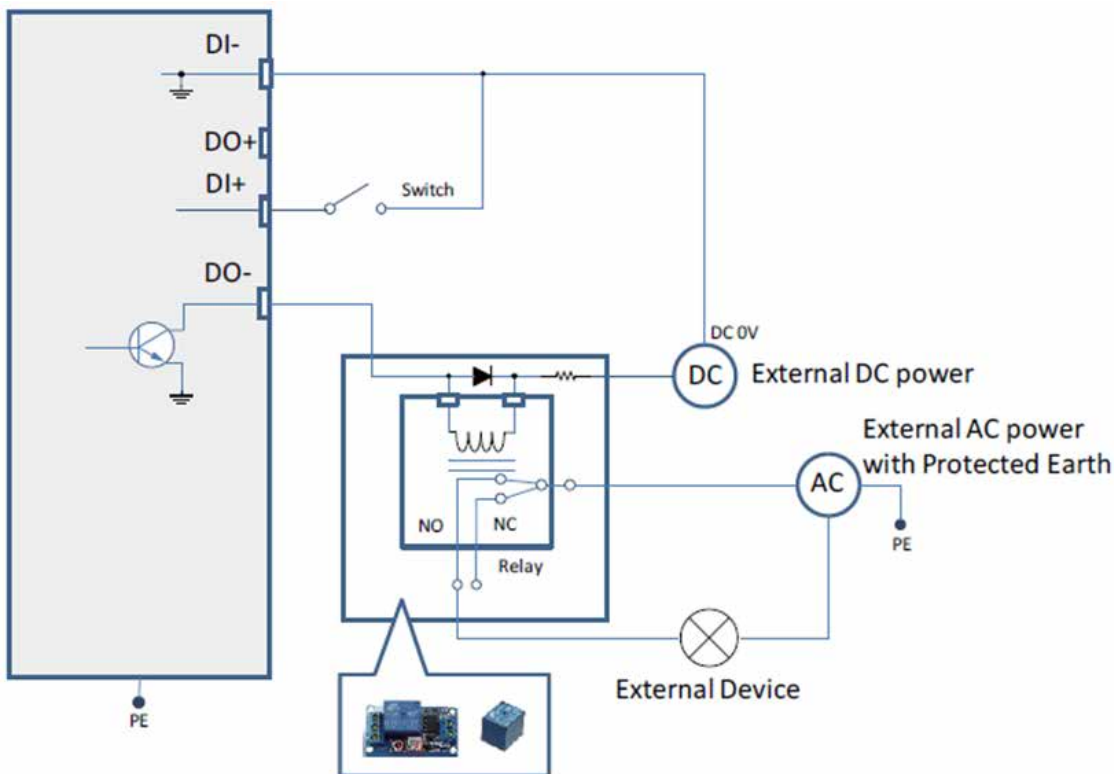 DI-
DO+
DI+
Switch
DO-
DC 0V
DC
External DC power
External AC power
with Protected Earth
AC
NO
NC
PE
Relay
External Device
PE